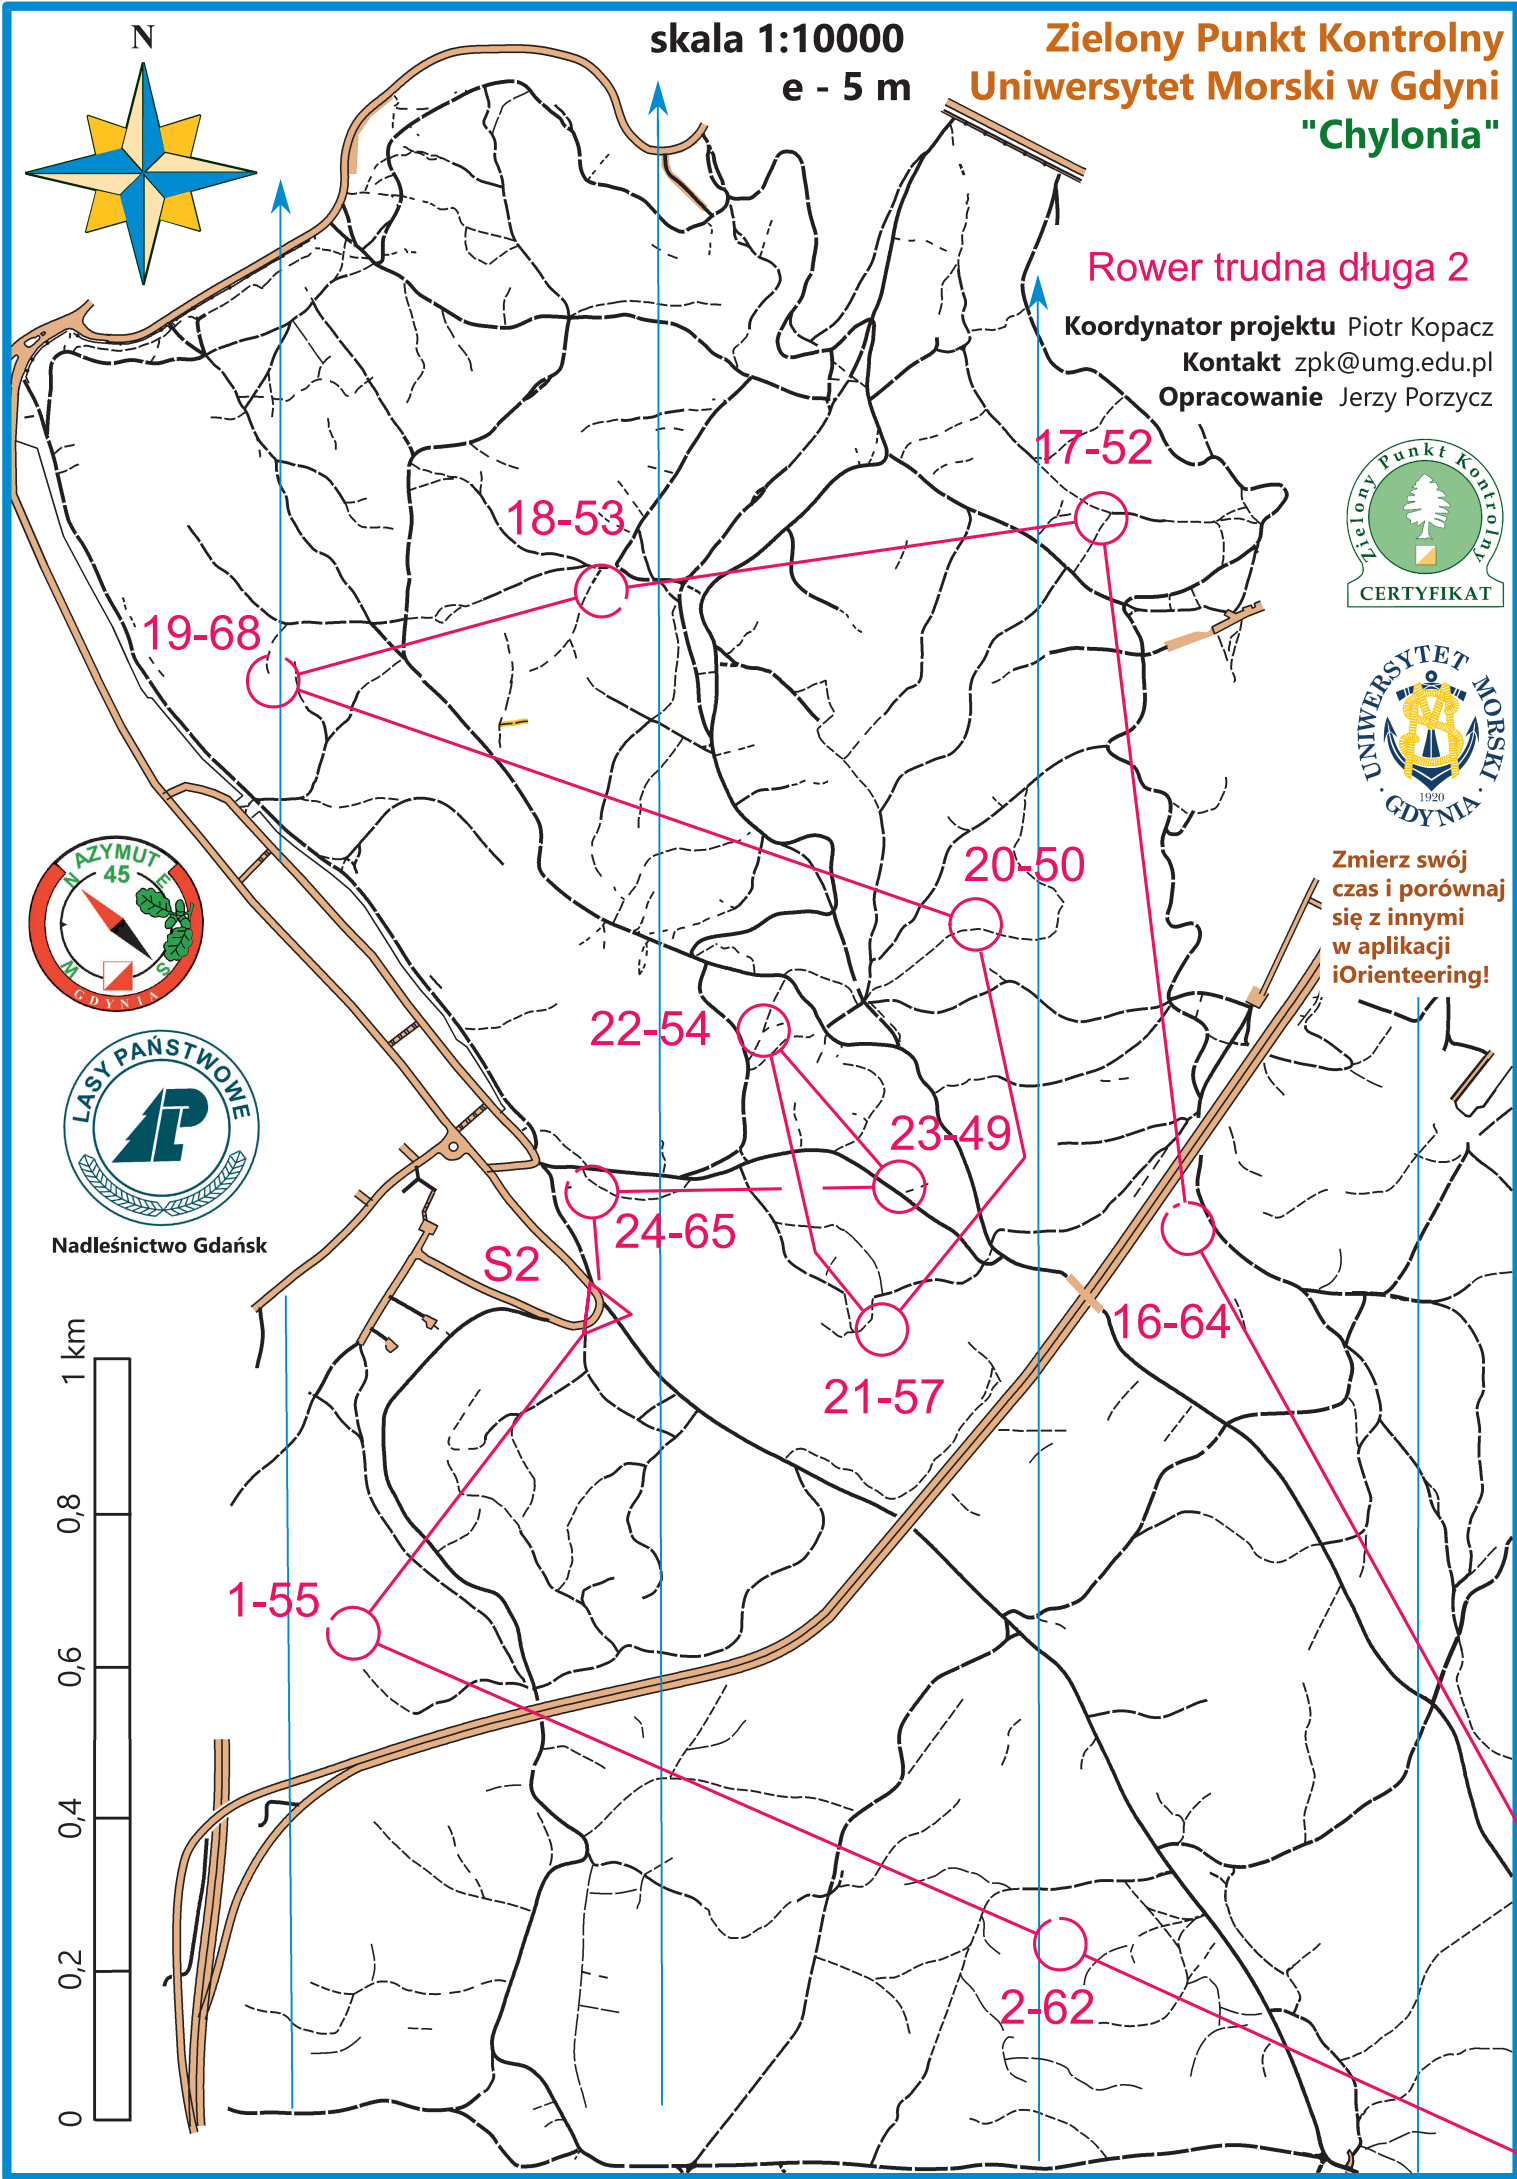 N
skala 1:10000
e - 5 m
Zielony Punkt Kontrolny
Uniwersytet Morski w Gdyni
"Chylonia"
Rower trudna długa 2
Koordynator projektu Piotr Kopacz
Kontakt zpk@umg.edu.pl
Opracowanie Jerzy Porzycz
17-52
18-53
19-68
Zielony Punkt Kontrolny
CERTYFIKAT
UNIWERSYTET MORSKI
· GDYNIA ·
1920
Zmierz swój
czas i porównaj
się z innymi
w aplikacji
iOrienteering!
AZYMUT
45
N
E
W
S
GDYNIA
20-50
22-54
23-49
LASY PAŃSTWOWE
LP
Nadleśnictwo Gdańsk
24-65
S2
16-64
21-57
1 km
0,8
0,6
0,4
0,2
0
1-55
2-62